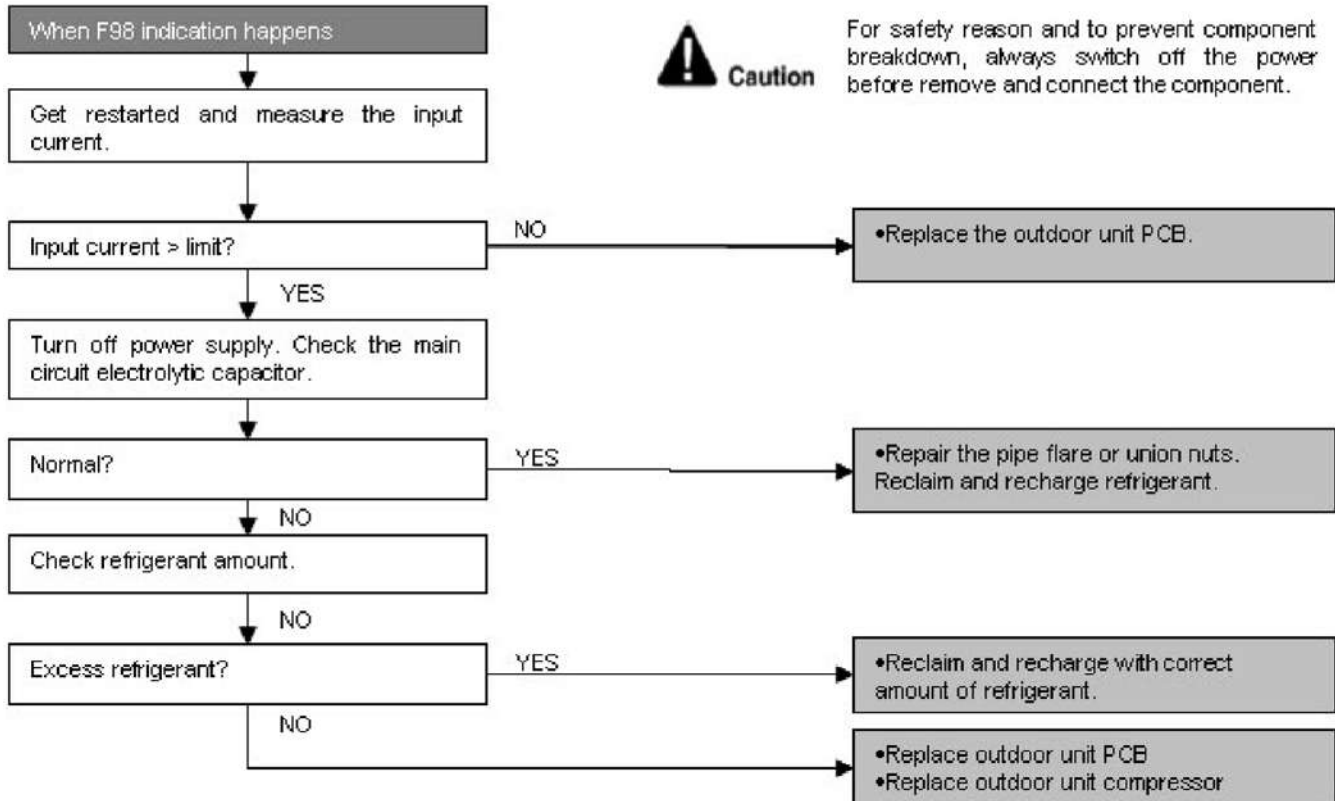 When F98 indication happens
Caution
For safety reason and to prevent component
breakdown, always switch off the power
before remove and connect the component.
Get restarted and measure the input
current.
Input current > limit?
NO
•Replace the outdoor unit PCB.
YES
Turn off power supply. Check the main
circuit electrolytic capacitor.
Normal?
YES
•Repair the pipe flare or union nuts.
Reclaim and recharge refrigerant.
NO
Check refrigerant amount.
NO
Excess refrigerant?
YES
•Reclaim and recharge with correct
amount of refrigerant.
NO
•Replace outdoor unit PCB
•Replace outdoor unit compressor